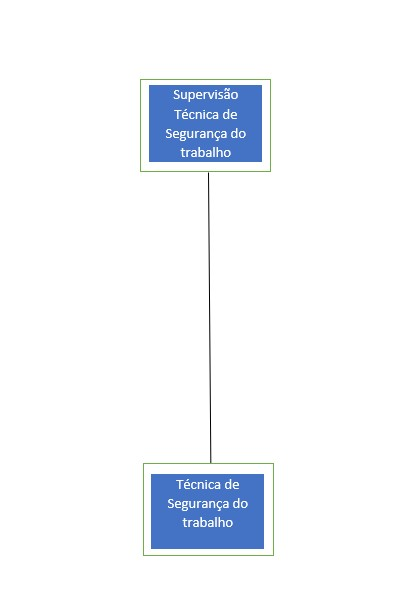 Supervisão
Técnica de
Segurança do
trabalho
Técnica de
Segurança do
trabalho